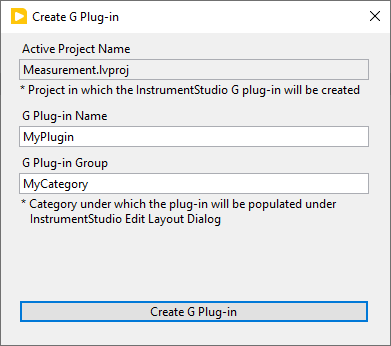 Create G Plug-in
Active Project Name
Measurement.lvproj
* Project in which the InstrumentStudio G plug-in will be created
G Plug-in Name
MyPlugin
G Plug-in Group
MyCategory
* Category under which the plug-in will be populated under
InstrumentStudio Edit Layout Dialog
Create G Plug-in